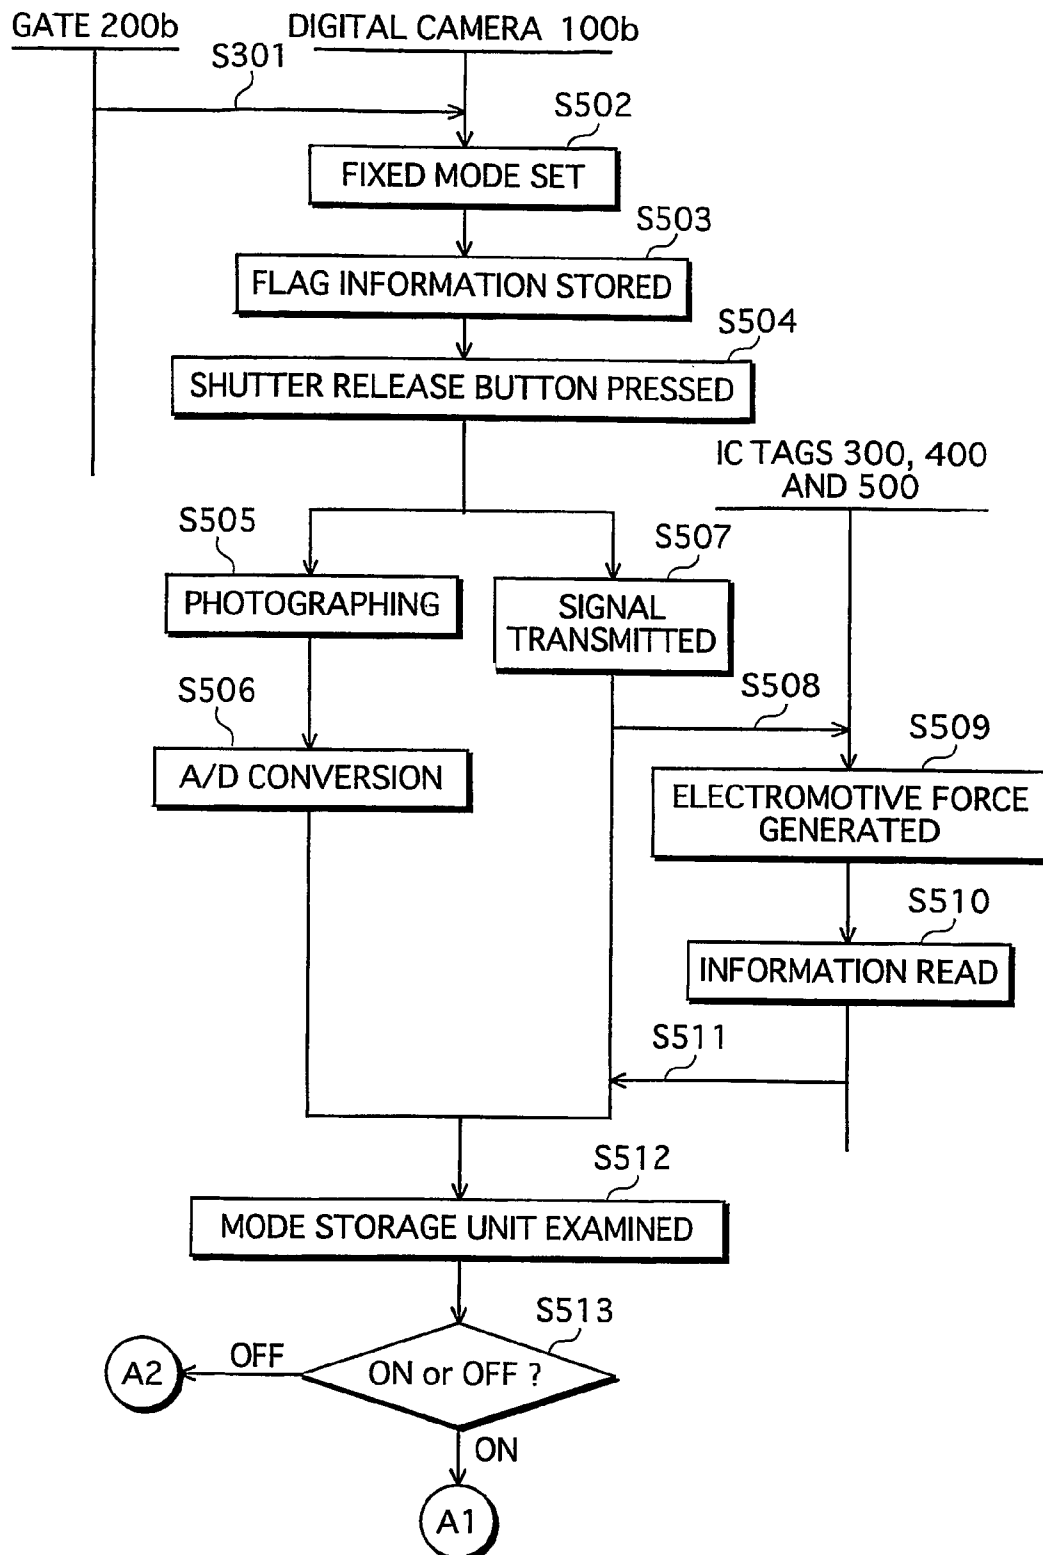 GATE 200b
DIGITAL CAMERA 100b
S301
S502
FIXED MODE SET
S503
FLAG INFORMATION STORED
S504
SHUTTER RELEASE BUTTON PRESSED
IC TAGS 300, 400
AND 500
S505
PHOTOGRAPHING
S507
SIGNAL
TRANSMITTED
S506
A/D CONVERSION
S508
S509
ELECTROMOTIVE FORCE
GENERATED
S510
INFORMATION READ
S511
S512
MODE STORAGE UNIT EXAMINED
S513
ON or OFF ?
OFF
A2
ON
A1